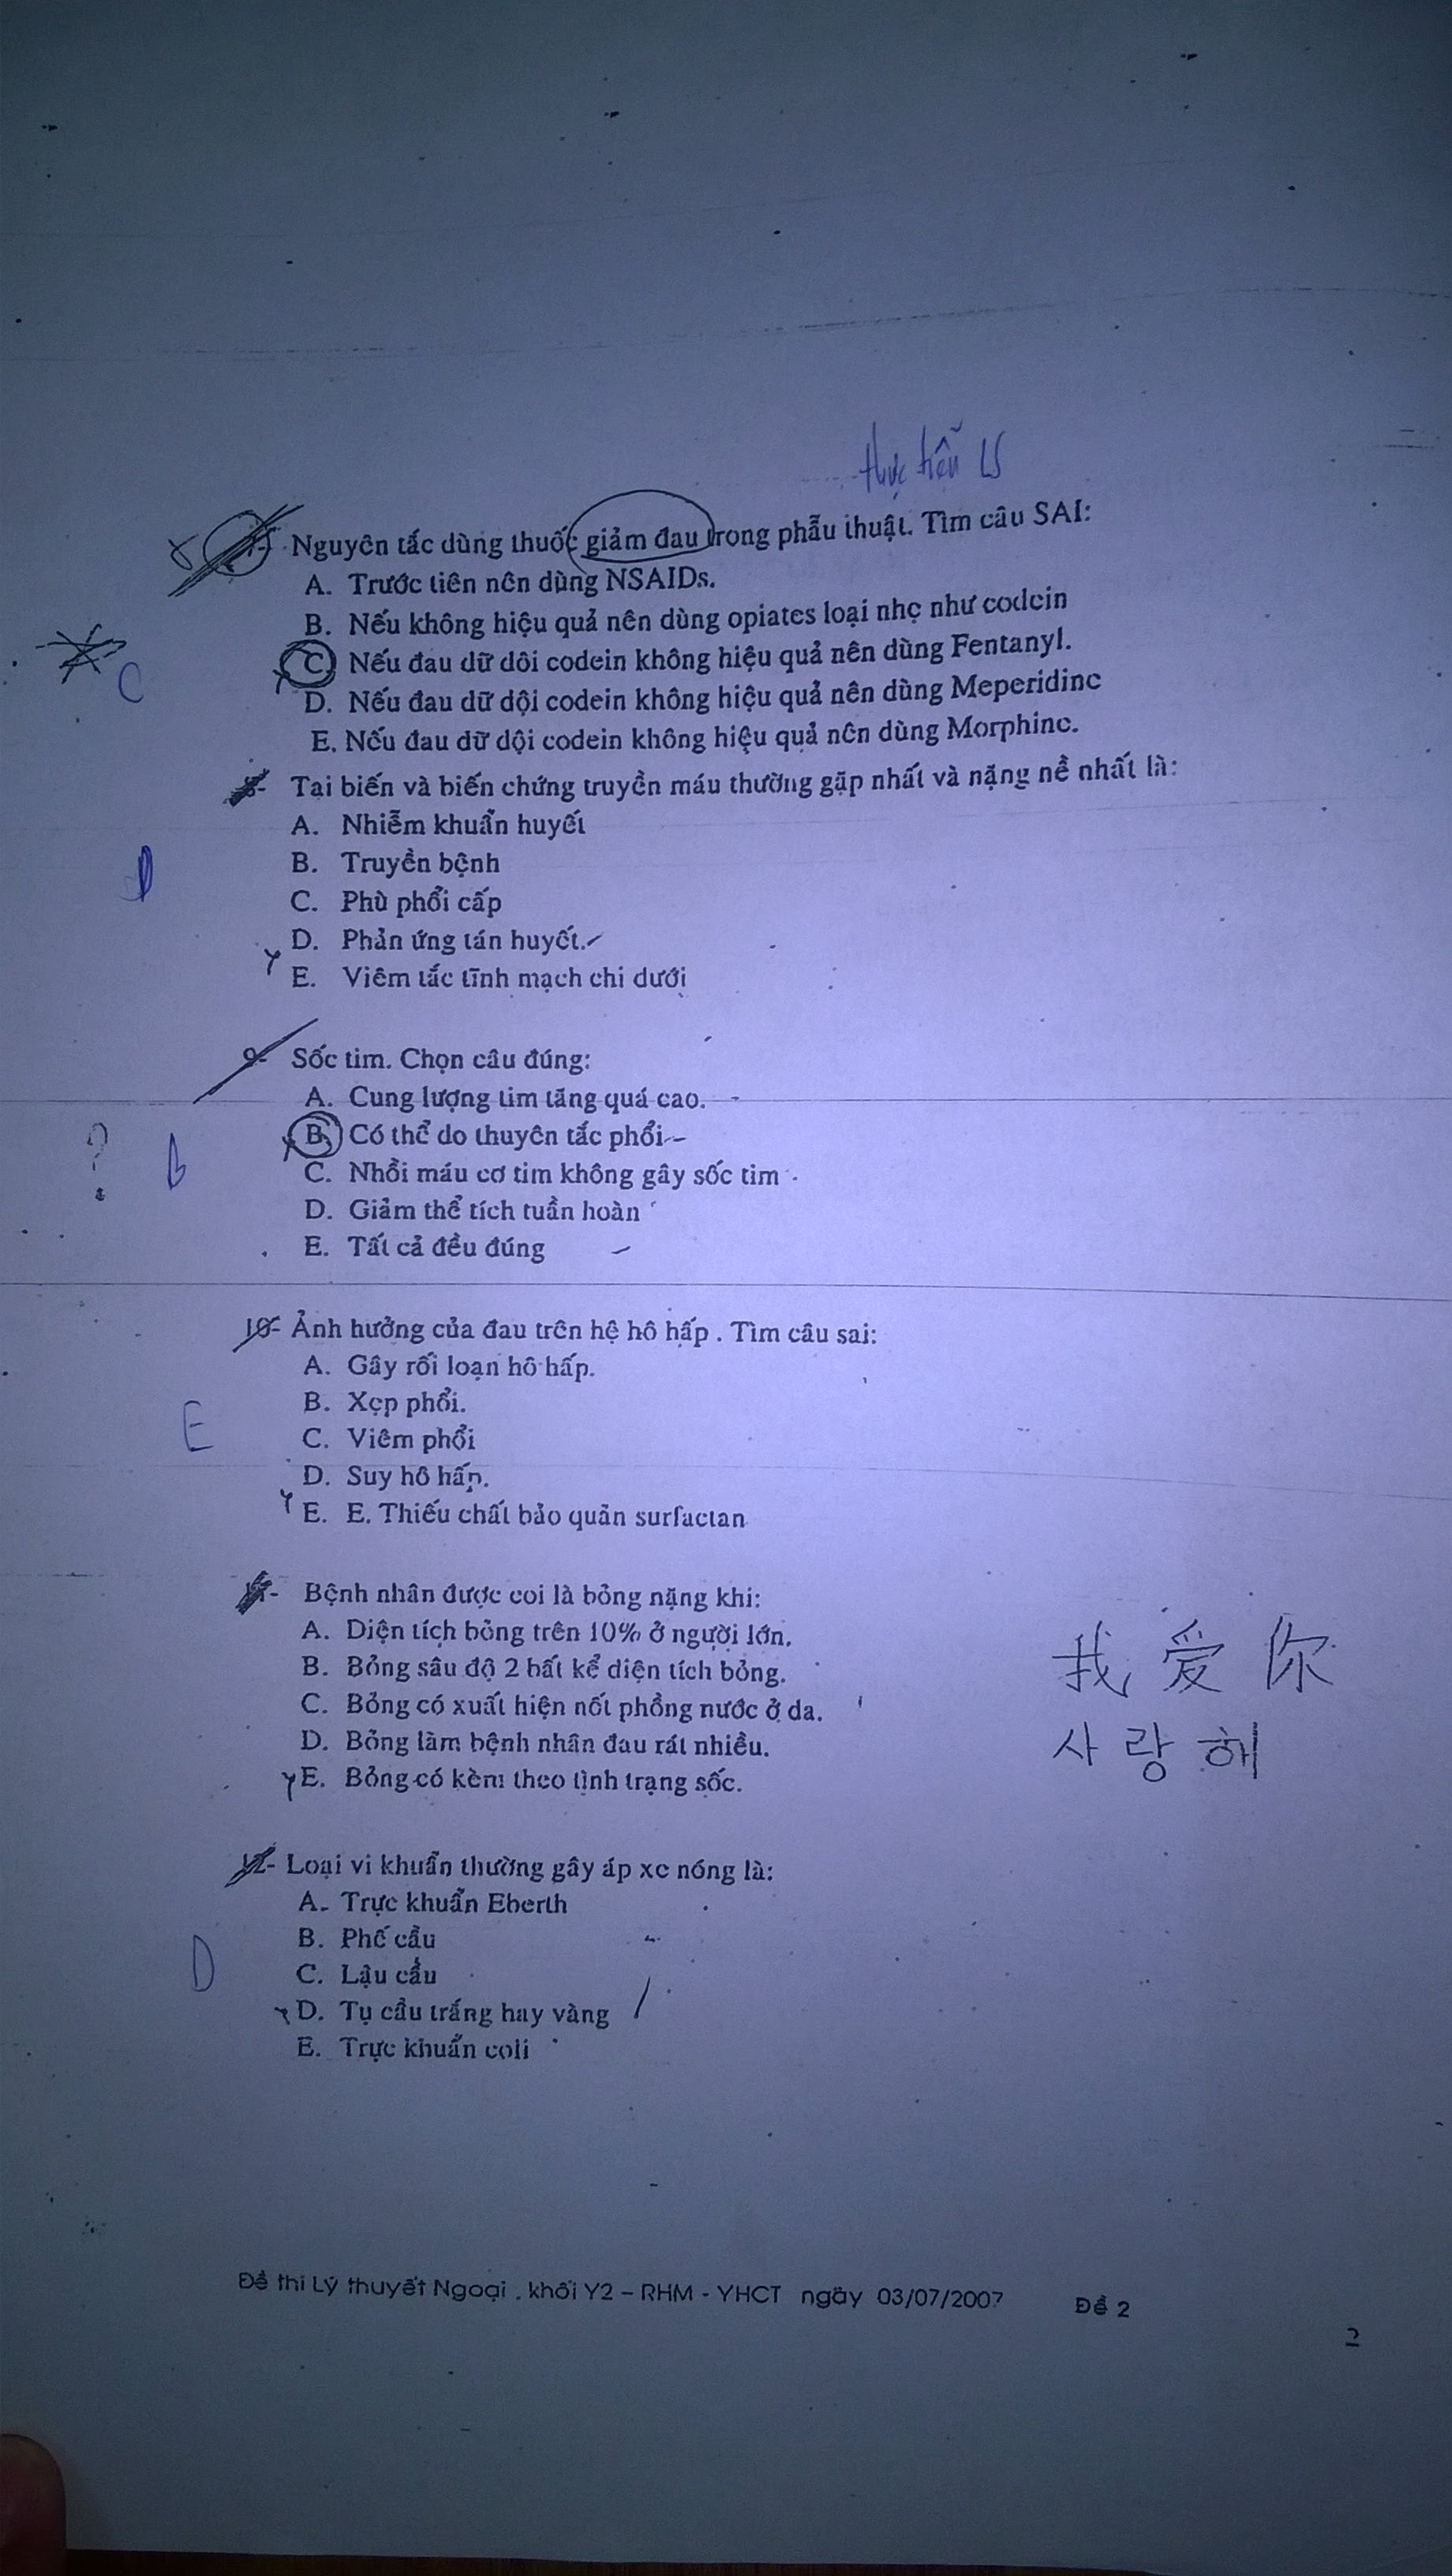 thực tiễn LS
7- Nguyên tắc dùng thuốc giảm đau trong phẫu thuật. Tìm câu SAI:
A. Trước tiên nên dùng NSAIDs.
B. Nếu không hiệu quả nên dùng opiates loại nhẹ như codein
C. Nếu đau dữ dôi codein không hiệu quả nên dùng Fentanyl.
C
D. Nếu đau dữ dội codein không hiệu quả nên dùng Meperidine
E. Nếu đau dữ dội codein không hiệu quả nên dùng Morphine.
8- Tai biến và biến chứng truyền máu thường gặp nhất và nặng nề nhất là:
A. Nhiễm khuẩn huyết
B. Truyền bệnh
D
C. Phù phổi cấp
D. Phản ứng tán huyết.
E. Viêm tắc tĩnh mạch chi dưới
9- Sốc tim. Chọn câu đúng:
A. Cung lượng tim tăng quá cao.
B. Có thể do thuyên tắc phổi
? b
C. Nhồi máu cơ tim không gây sốc tim
D. Giảm thể tích tuần hoàn
E. Tất cả đều đúng
10- Ảnh hưởng của đau trên hệ hô hấp . Tìm câu sai:
A. Gây rối loạn hô hấp.
B. Xẹp phổi.
E
C. Viêm phổi
D. Suy hô hấp.
E. E. Thiếu chất bảo quản surfactan
11- Bệnh nhân được coi là bỏng nặng khi:
A. Diện tích bỏng trên 10% ở người lớn.
B. Bỏng sâu độ 2 bất kể diện tích bỏng.
C. Bỏng có xuất hiện nốt phồng nước ở da.
D. Bỏng làm bệnh nhân đau rất nhiều.
E. Bỏng có kèm theo tình trạng sốc.
我 爱 你
사 랑 해
12- Loại vi khuẩn thường gây áp xe nóng là:
A. Trực khuẩn Eberth
B. Phế cầu
D
C. Lậu cầu
D. Tụ cầu trắng hay vàng
E. Trực khuẩn coli
Đề thi Lý thuyết Ngoại . khối Y2 – RHM - YHCT ngày 03/07/2007 Đề 2
2